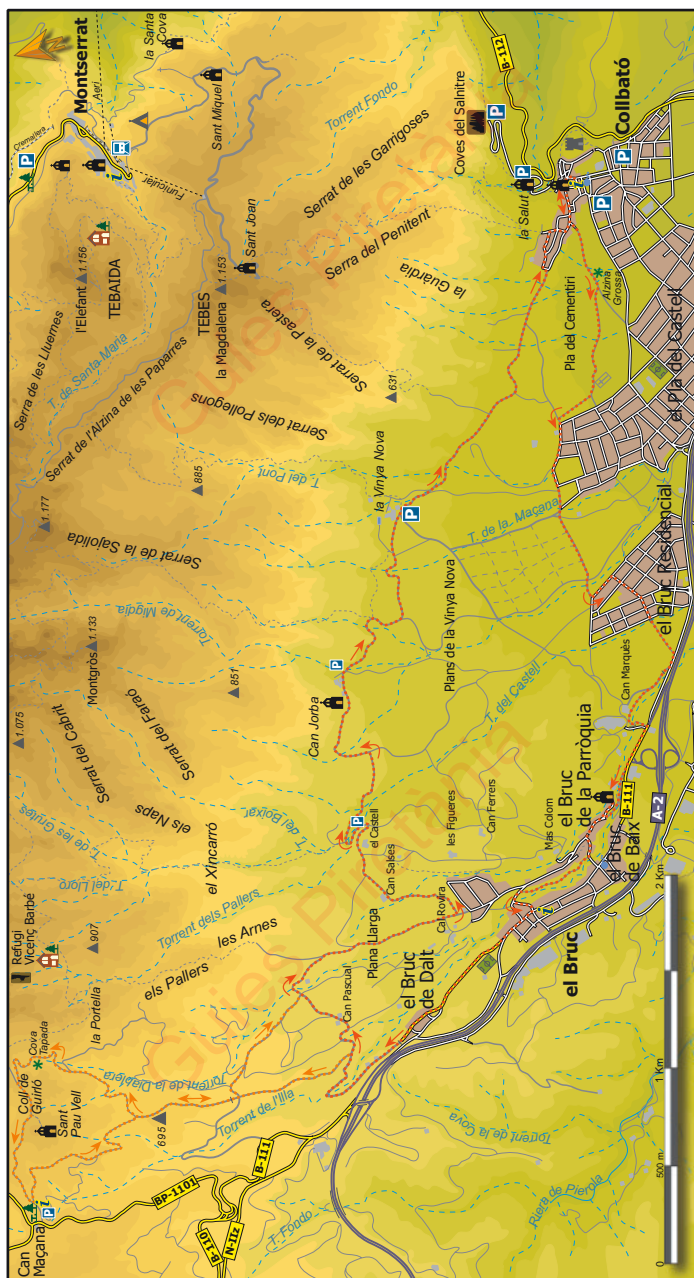 Can
Maçana
Coll de
Guirló
Cova
Tapada
Sant
Pau Vell
Refugi
Vicenç Barbé
907
la Portella
695
T. del Lloro
T. de les Grutes
1.075
Serrat del Cabrit
els Naps
Serrat del Faraó
Montgròs
1.133
851
el Xincarró
T. del Boixar
Torrent dels Pallers
els Pallers
les Arnes
Torrent de la Diablera
Torrent de l'Illa
BP-1101
B-111
B-110
N-IIz
T. Fondo
1.177
Serrat de la Sajolida
Torrent de Migdia
885
T. del Pont
Serra de les Lluernes
T. de Santa Maria
Serrat de l'Alzina de les Paparres
Serrat dels Pollegons
l'Elefant
1.156
TEBAIDA
TEBES
la Magdalena
1.153
Serrat de la Pastera
631
Montserrat
Cremallera
Aeri
Funicular
la Santa
Cova
Sant Miquel
Sant Joan
Torrent Fondo
Serrat de les Garrigoses
Serra del Penitent
la Guàrdia
Coves del Salnitre
P
B-112
la Salut
Collbató
Pla del Cementiri
Alzina
Grossa
el Pla del Castell
la Vinya Nova
P
T. de la Maçana
Plans de la Vinya Nova
el Bruc Residencial
Can Jorba
P
T. del Castell
Can Marquès
el Castell
Can Salses
les Figueres
Can Ferrers
Mas Colom
el Bruc
de la Parròquia
B-111
A-2
el Bruc
de Baix
Cal Rovira
Plana Llarga
Can Pascual
el Bruc
de Dalt
el Bruc
Torrent de la Cova
Riera de Pierola
0
500 m
1 Km
2 Km
Guies Piretània
Guies Piretània